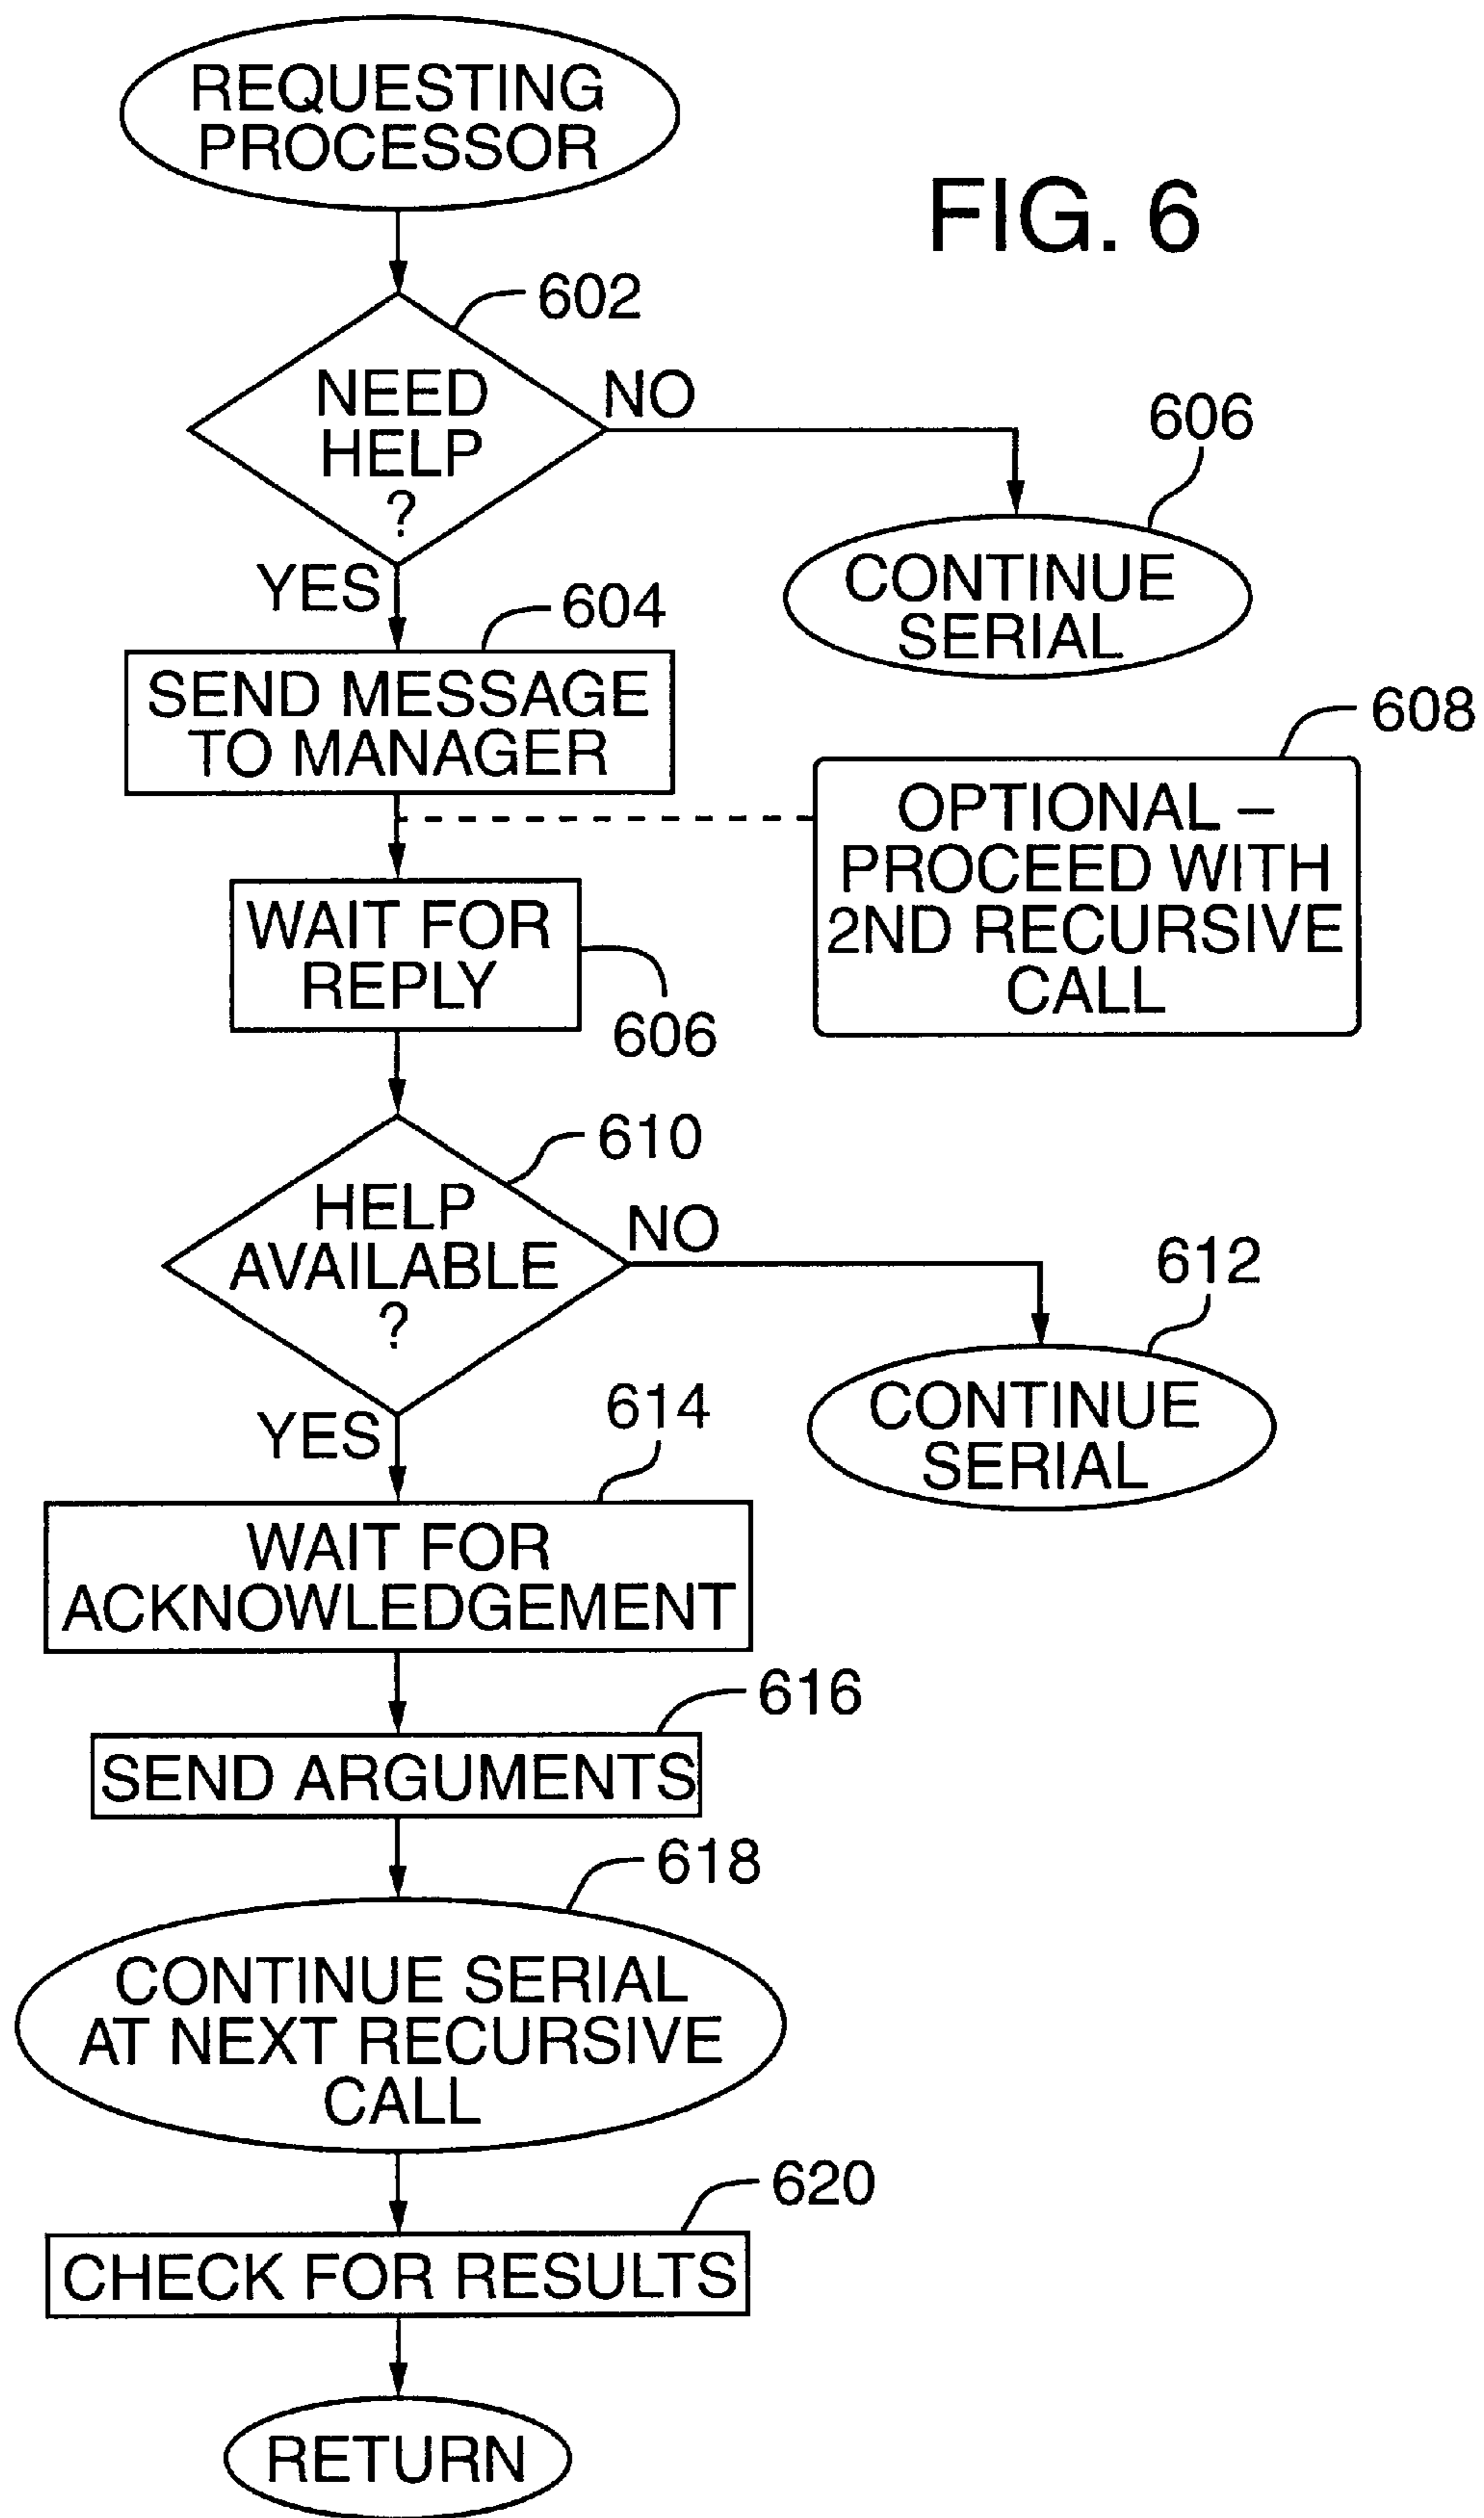 REQUESTING
PROCESSOR
FIG. 6
602
NEED
HELP
?
NO
606
YES
CONTINUE
SERIAL
604
SEND MESSAGE
TO MANAGER
608
OPTIONAL –
PROCEED WITH
2ND RECURSIVE
CALL
WAIT FOR
REPLY
606
610
HELP
AVAILABLE
?
NO
612
YES
CONTINUE
SERIAL
614
WAIT FOR
ACKNOWLEDGEMENT
616
SEND ARGUMENTS
618
CONTINUE SERIAL
AT NEXT RECURSIVE
CALL
620
CHECK FOR RESULTS
RETURN